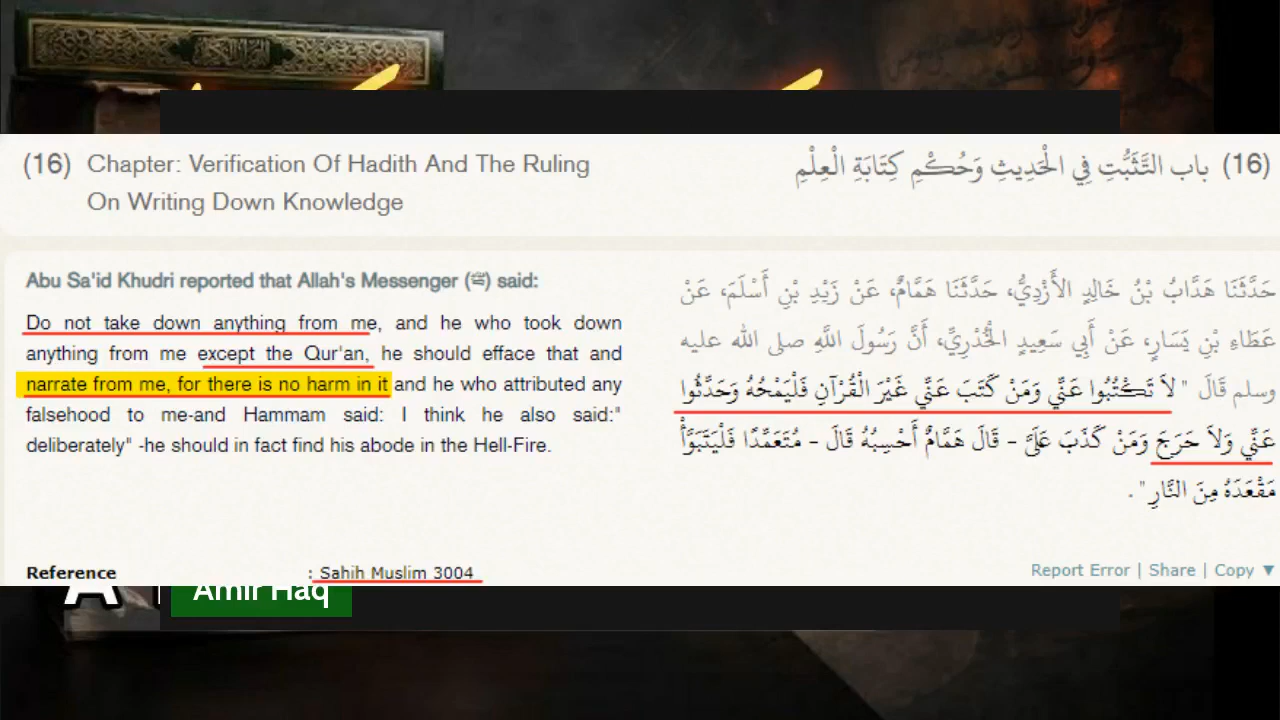 (16) Chapter: Verification Of Hadith And The Ruling
On Writing Down Knowledge
(16) باب التَّثَبُّتِ فِي الْحَدِيثِ وَحُكْمِ كِتَابَةِ الْعِلْمِ
Abu Sa'id Khudri reported that Allah's Messenger (ﷺ) said:
Do not take down anything from me, and he who took down
anything from me except the Qur'an, he should efface that and
narrate from me, for there is no harm in it and he who attributed any
falsehood to me-and Hammam said: I think he also said:"
deliberately" -he should in fact find his abode in the Hell-Fire.
حَدَّثَنَا هَدَّابُ بْنُ خَالِدٍ الأَزْدِيُّ، حَدَّثَنَا هَمَّامٌ، عَنْ زَيْدِ بْنِ أَسْلَمَ، عَنْ
عَطَاءِ بْنِ يَسَارٍ، عَنْ أَبِي سَعِيدٍ الْخُدْرِيِّ، أَنَّ رَسُولَ اللَّهِ صلى الله عليه
وسلم قَالَ " لاَ تَكْتُبُوا عَنِّي وَمَنْ كَتَبَ عَنِّي غَيْرَ الْقُرْآنِ فَلْيَمْحُهُ وَحَدِّثُوا
عَنِّي وَلاَ حَرَجَ وَمَنْ كَذَبَ عَلَىَّ - قَالَ هَمَّامٌ أَحْسِبُهُ قَالَ - مُتَعَمِّدًا فَلْيَتَبَوَّأْ
مَقْعَدَهُ مِنَ النَّارِ " .
Reference : Sahih Muslim 3004
Report Error | Share | Copy ▼
Amir Haq